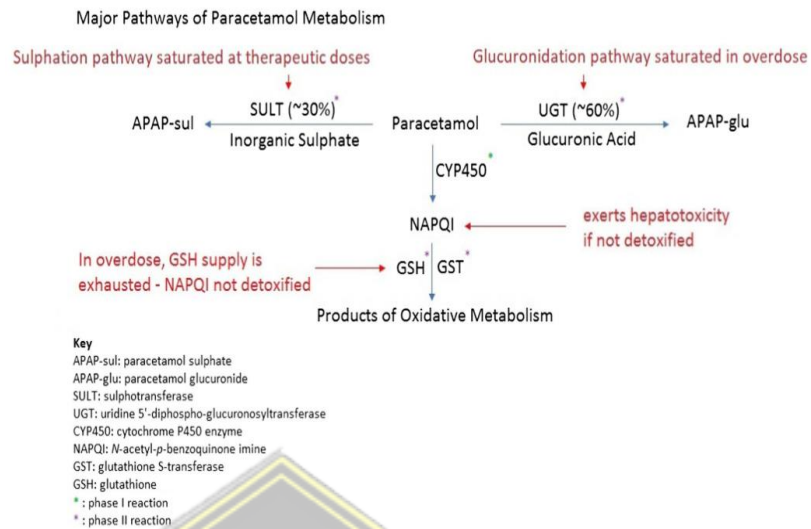 Major Pathways of Paracetamol Metabolism
Sulphation pathway saturated at therapeutic doses
Glucuronidation pathway saturated in overdose
SULT (~30%)*
UGT (~60%)*
APAP-sul
Paracetamol
APAP-glu
Inorganic Sulphate
Glucuronic Acid
CYP450*
NAPQI
exerts hepatotoxicity
if not detoxified
In overdose, GSH supply is
exhausted - NAPQI not detoxified
GSH* GST*
Products of Oxidative Metabolism
Key
APAP-sul: paracetamol sulphate
APAP-glu: paracetamol glucuronide
SULT: sulphotransferase
UGT: uridine 5'-diphospho-glucuronosyltransferase
CYP450: cytochrome P450 enzyme
NAPQI: N-acetyl-p-benzoquinone imine
GST: glutathione S-transferase
GSH: glutathione
* : phase I reaction
* : phase II reaction